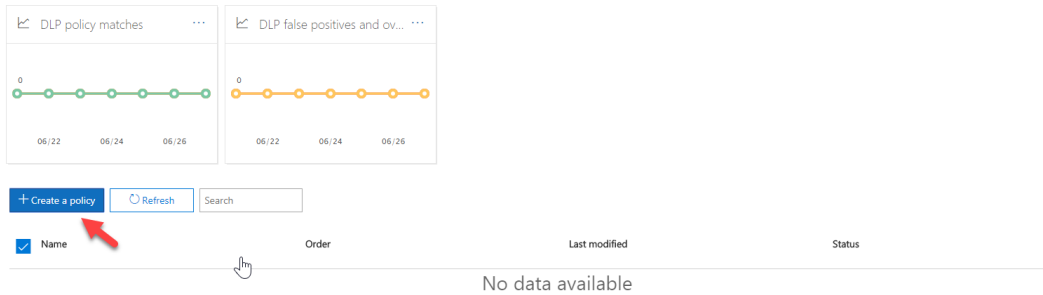 DLP policy matches ...
DLP false positives and ov... ...
0
06/22 06/24 06/26
0
06/22 06/24 06/26
+ Create a policy
Refresh
Search
Name Order Last modified Status
No data available